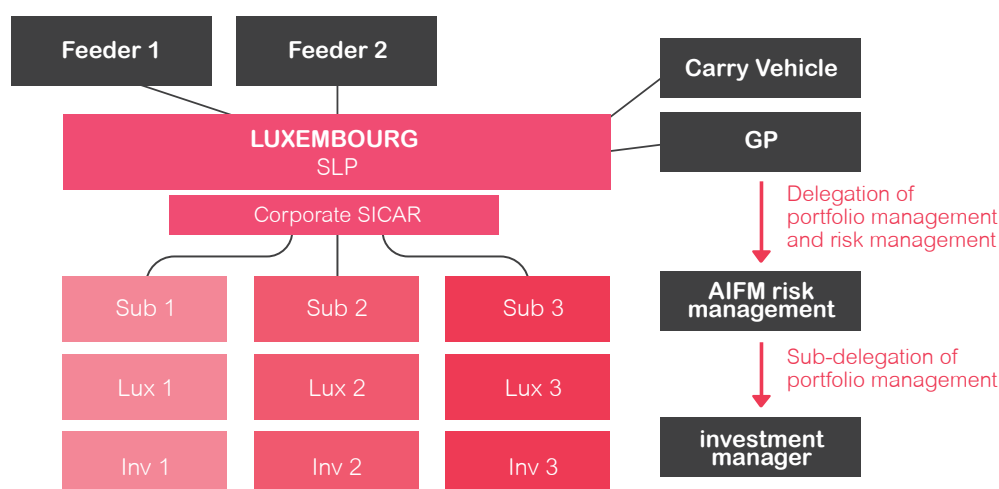 Feeder 1
Feeder 2
Carry Vehicle
LUXEMBOURG
SLP
GP
Corporate SICAR
Delegation of
portfolio management
and risk management
Sub 1
Sub 2
Sub 3
AIFM risk
management
Lux 1
Lux 2
Lux 3
Sub-delegation of
portfolio management
Inv 1
Inv 2
Inv 3
investment
manager